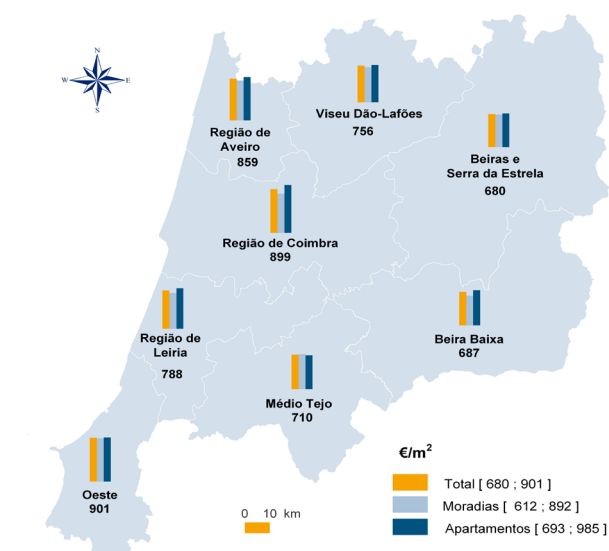 N
W E
S
Viseu Dão-Lafões
756
Região de
Aveiro
859
Beiras e
Serra da Estrela
680
Região de Coimbra
899
Região de
Leiria
788
Beira Baixa
687
Médio Tejo
710
Oeste
901
€/m²
Total [ 680 ; 901 ]
Moradias [ 612 ; 892 ]
Apartamentos [ 693 ; 985 ]
0 10 km